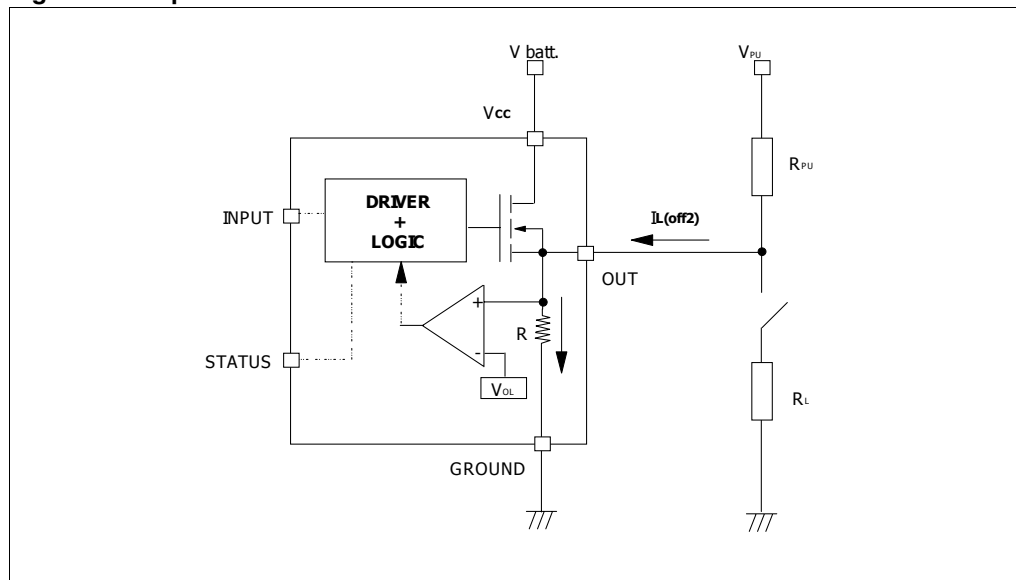 V batt.
VPU
Vcc
RPU
DRIVER
+
LOGIC
INPUT
IL(off2)
OUT
+
R
-
STATUS
VOL
RL
GROUND